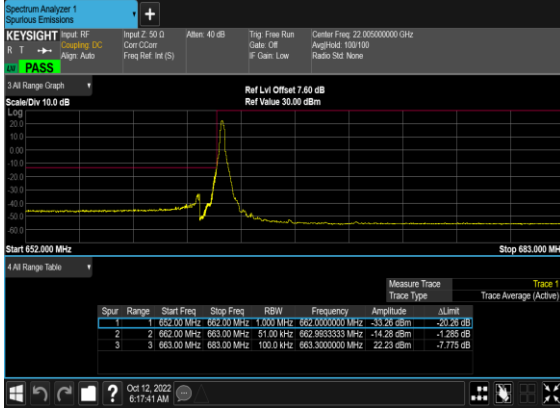 Spectrum Analyzer 1
Spurious Emissions
+
KEYSIGHT Input: RF Input Z: 50 Ω Atten: 40 dB Trig: Free Run Center Freq: 22.005000000 GHz
R T Coupling: DC Corr CCorr Gate: Off Avg|Hold: 100/100
Align: Auto Freq Ref: Int (S) IF Gain: Low Radio Std: None
PASS
3.All Range Graph
Ref Lvl Offset 7.60 dB
Scale/Div 10.0 dB Ref Value 30.00 dBm
Log
20.0
10.0
0.00
-10.0
-20.0
-30.0
-40.0
-50.0
-60.0
Start 652.000 MHz Stop 683.000 MH
4.All Range Table
Measure Trace Trace 1
Trace Type Trace Average (Active)
Spur Range Start Freq Stop Freq RBW Frequency Amplitude ΔLimit
1 1 652.00 MHz 662.00 MHz 1.000 MHz 662.0000000 MHz -33.26 dBm -20.26 dB
2 2 662.00 MHz 663.00 MHz 51.00 kHz 662.9933333 MHz -14.28 dBm -1.285 dB
3 3 663.00 MHz 683.00 MHz 100.0 kHz 663.3000000 MHz 22.23 dBm -7.775 dB
? Oct 12, 2022
6:17:41 AM